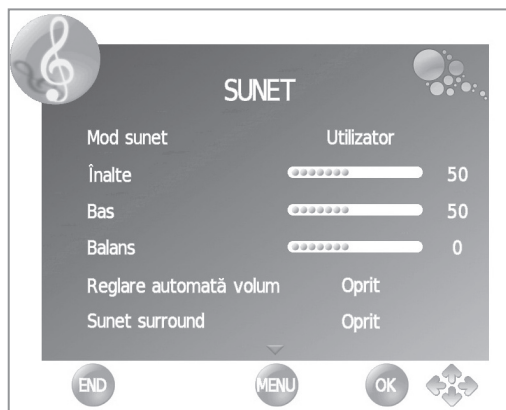 SUNET
Mod sunet Utilizator
Înalte 50
Bas 50
Balans 0
Reglare automată volum Oprit
Sunet surround Oprit
END MENU OK